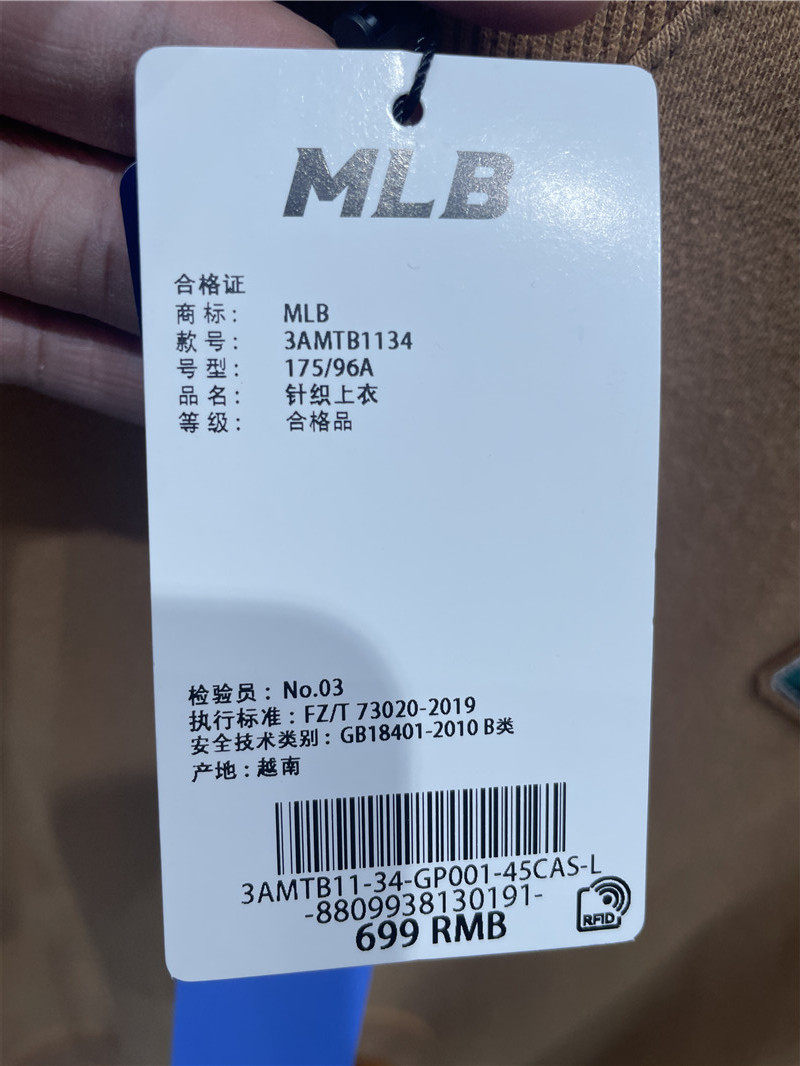 MLB
合格证
商标： MLB
款号： 3AMTB1134
号型： 175/96A
品名： 针织上衣
等级： 合格品
检验员：No.03
执行标准：FZ/T 73020-2019
安全技术类别：GB18401-2010 B类
产地：越南
3AMTB11-34-GP001-45CAS-L
-8809938130191-
699 RMB
RFID